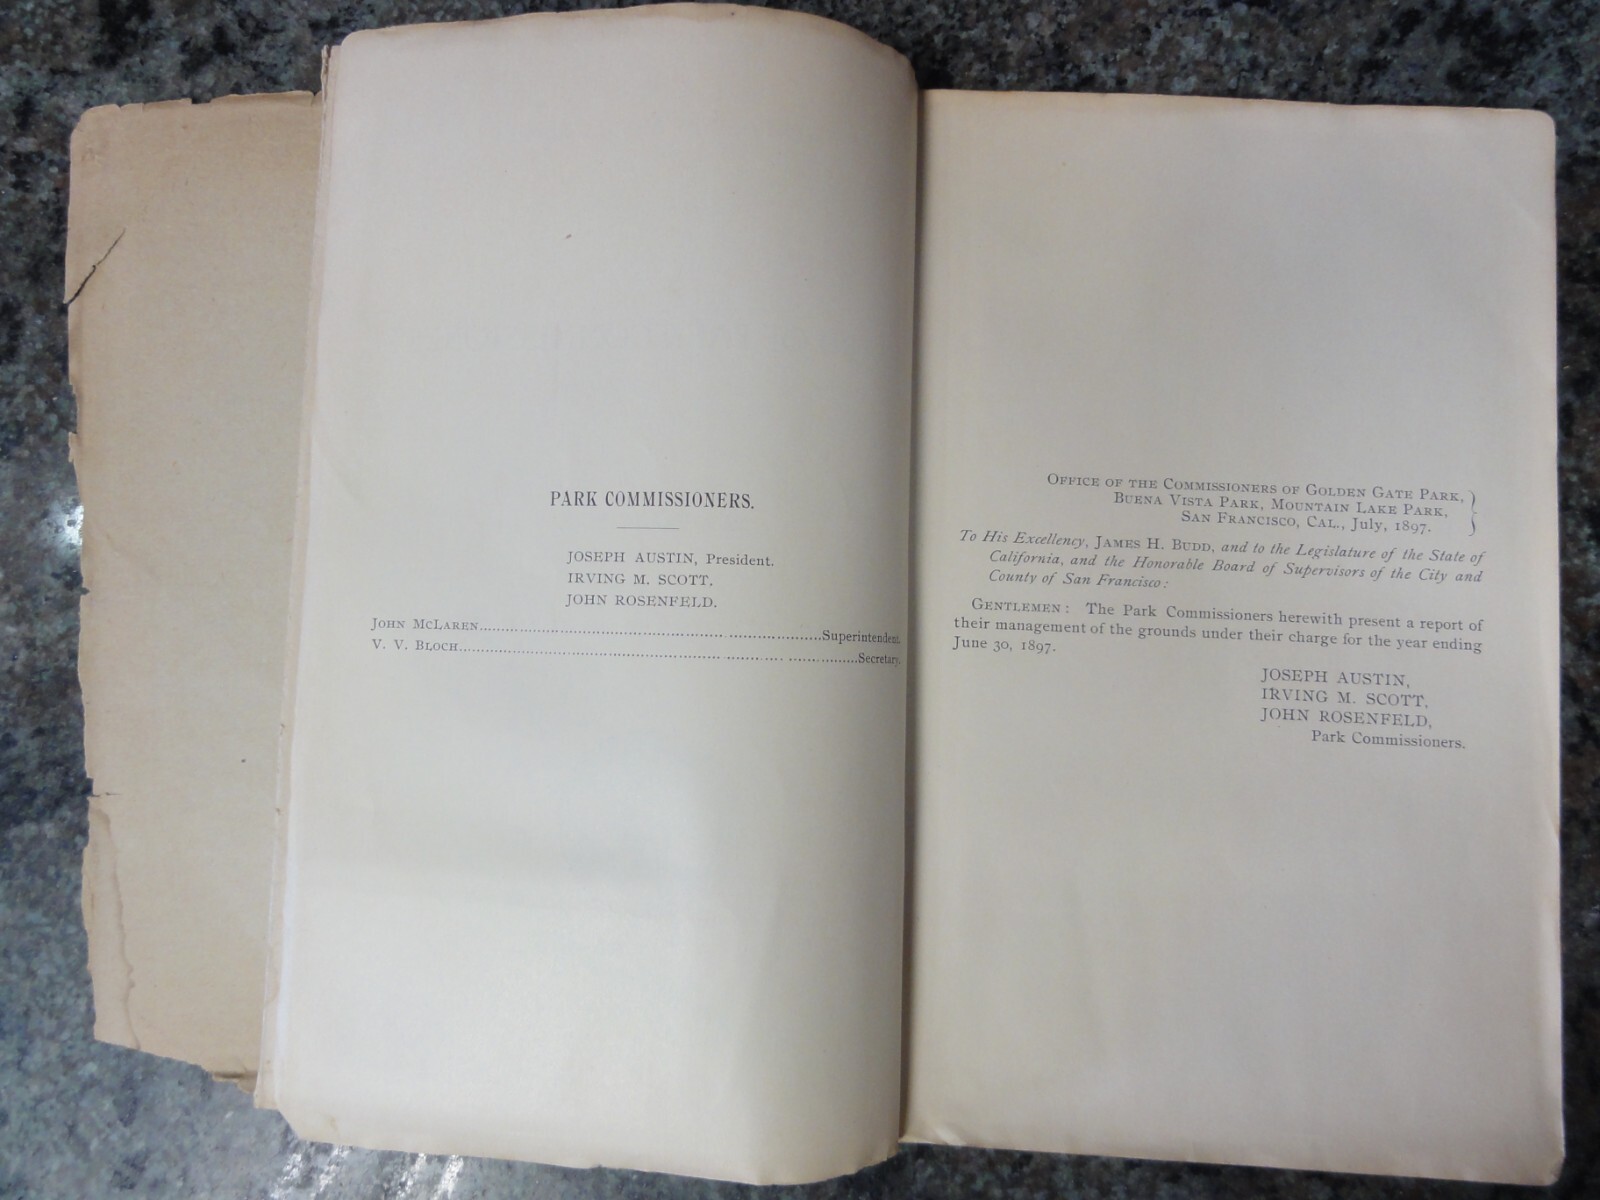 PARK COMMISSIONERS.
JOSEPH AUSTIN, President.
IRVING M. SCOTT,
JOHN ROSENFELD.
JOHN MCLAREN Superintendent.
V. V. BLOCH Secretary.
OFFICE OF THE COMMISSIONERS OF GOLDEN GATE PARK,
BUENA VISTA PARK, MOUNTAIN LAKE PARK,
SAN FRANCISCO, CAL., July, 1897.
To His Excellency, JAMES H. BUDD, and to the Legislature of the State of
California, and the Honorable Board of Supervisors of the City and
County of San Francisco:
GENTLEMEN: The Park Commissioners herewith present a report of
their management of the grounds under their charge for the year ending
June 30, 1897.
JOSEPH AUSTIN,
IRVING M. SCOTT,
JOHN ROSENFELD,
Park Commissioners.